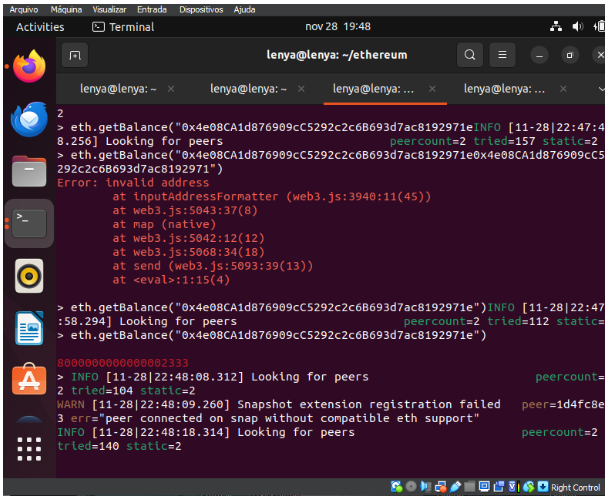 Arquivo Máquina Visualizar Entrada Dispositivos Ajuda
Activities Terminal nov 28 19:48
lenya@lenya: ~/ethereum
lenya@lenya: ~ × lenya@lenya: ~ × lenya@lenya: ... × lenya@lenya: ... ×
2
> eth.getBalance("0x4e08CA1d876909cC5292c2c6B693d7ac8192971eINFO [11-28|22:47:4
8.256] Looking for peers peercount=2 tried=157 static=2
> eth.getBalance("0x4e08CA1d876909cC5292c2c6B693d7ac8192971e0x4e08CA1d876909cC5
292c2c6B693d7ac8192971")
Error: invalid address
at inputAddressFormatter (web3.js:3940:11(45))
at web3.js:5043:37(8)
at map (native)
at web3.js:5042:12(12)
at web3.js:5068:34(18)
at send (web3.js:5093:39(13))
at <eval>:1:15(4)
> eth.getBalance("0x4e08CA1d876909cC5292c2c6B693d7ac8192971e")INFO [11-28|22:47
:58.294] Looking for peers peercount=2 tried=112 static=
> eth.getBalance("0x4e08CA1d876909cC5292c2c6B693d7ac8192971e")
8000000000000002333
> INFO [11-28|22:48:08.312] Looking for peers peercount=
2 tried=104 static=2
WARN [11-28|22:48:09.260] Snapshot extension registration failed peer=1d4fc8e
3 err="peer connected on snap without compatible eth support"
INFO [11-28|22:48:18.314] Looking for peers peercount=2
tried=140 static=2
Right Control